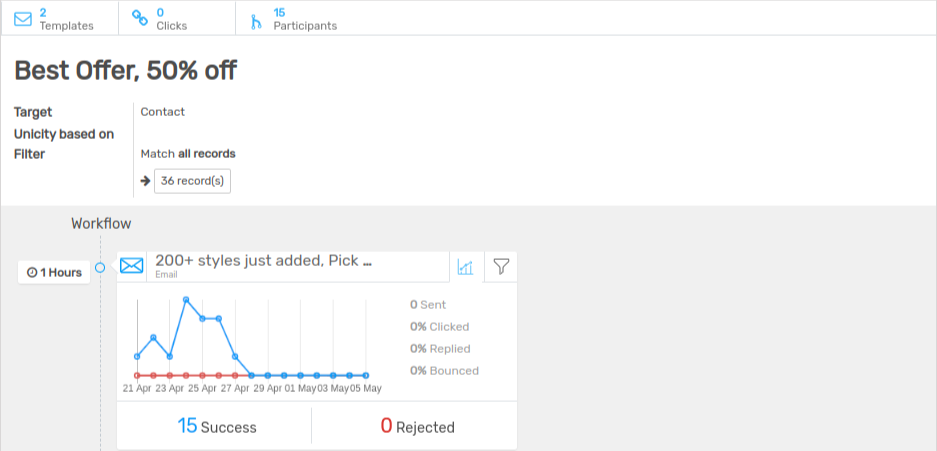 2
Templates
0
Clicks
15
Participants
Best Offer, 50% off
Target
Contact
Unicity based on
Filter
Match all records
36 record(s)
Workflow
1 Hours
200+ styles just added, Pick ...
Email
0 Sent
0% Clicked
0% Replied
0% Bounced
21 Apr 23 Apr 25 Apr 27 Apr 29 Apr 01 May 03 May 05 May
15 Success
0 Rejected